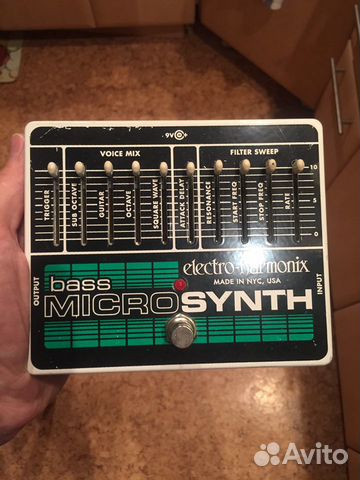 9V
VOICE MIX
FILTER SWEEP
TRIGGER
SUB OCTAVE
GUITAR
OCTAVE
SQUARE WAVE
ATTACK DELAY
RESONANCE
START FREQ
STOP FREQ
RATE
10
5
0
OUTPUT
INPUT
bass
electro-harmonix
MADE IN NYC, USA
MICROSYNTH
Avito